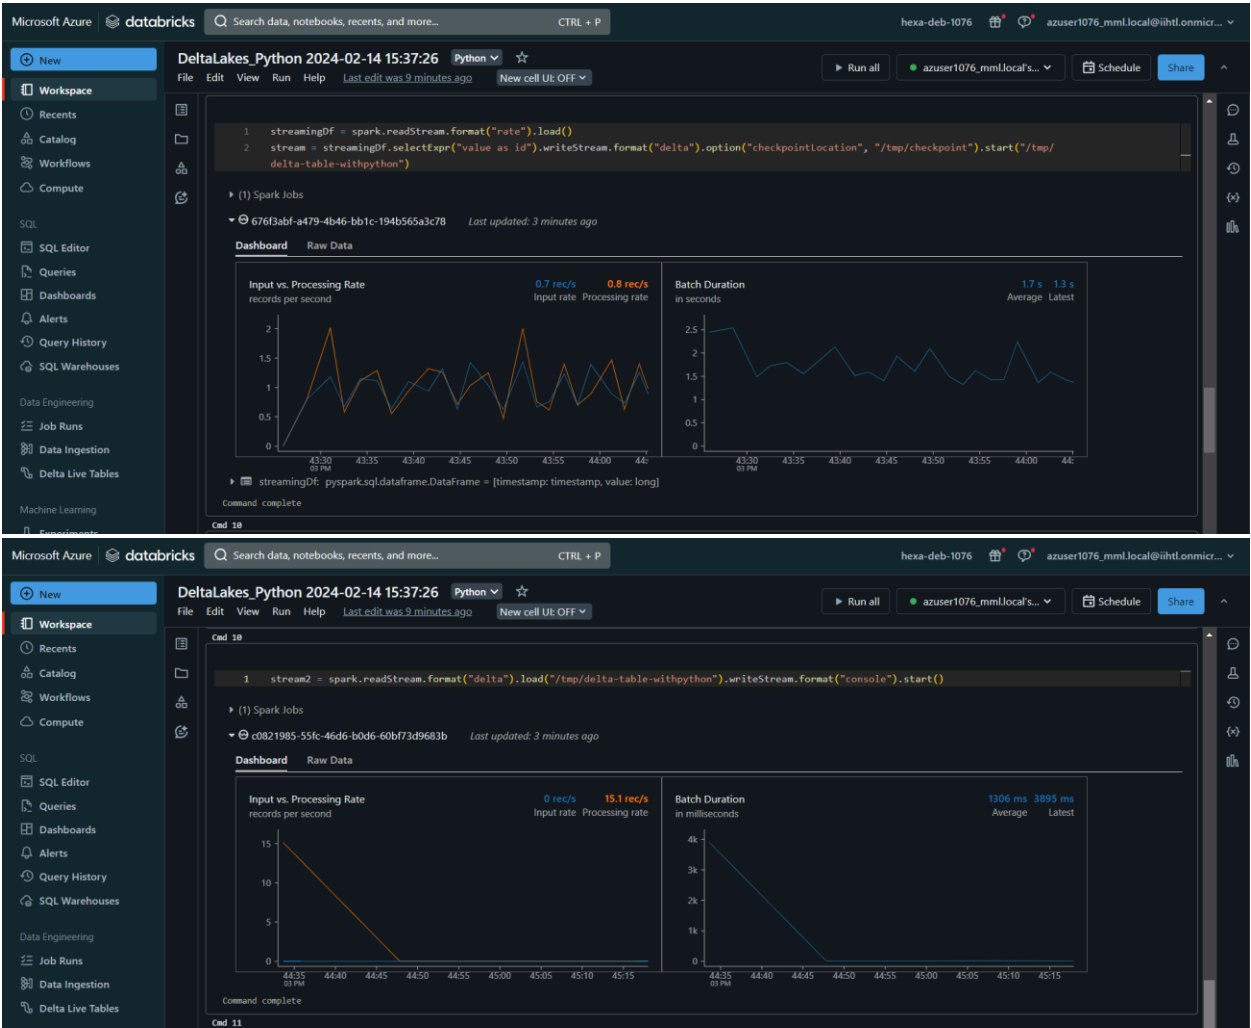 Microsoft Azure databricks Search data, notebooks, recents, and more... CTRL + P hexa-deb-1076 azuser1076_mml.local@iihtl.onmicr...
New
Workspace
Recents
Catalog
Workflows
Compute
SQL
SQL Editor
Queries
Dashboards
Alerts
Query History
SQL Warehouses
Data Engineering
Job Runs
Data Ingestion
Delta Live Tables
Machine Learning
Experiments
DeltaLakes_Python 2024-02-14 15:37:26 Python
File Edit View Run Help Last edit was 9 minutes ago New cell UI: OFF
Run all azuser1076_mml.local's... Schedule Share
1 streamingDf = spark.readStream.format("rate").load()
2 stream = streamingDf.selectExpr("value as id").writeStream.format("delta").option("checkpointLocation", "/tmp/checkpoint").start("/tmp/
delta-table-withpython")
(1) Spark Jobs
676f3abf-a479-4b46-bb1c-194b565a3c78 Last updated: 3 minutes ago
Dashboard Raw Data
Input vs. Processing Rate
records per second
0.7 rec/s 0.8 rec/s
Input rate Processing rate
2
1.5
1
0.5
0
43:30 43:35 43:40 43:45 43:50 43:55 44:00 44:
03 PM
Batch Duration
in seconds
1.7 s 1.3 s
Average Latest
2.5
2
1.5
1
0.5
0
43:30 43:35 43:40 43:45 43:50 43:55 44:00 44:
03 PM
streamingDf: pyspark.sql.dataframe.DataFrame = [timestamp: timestamp, value: long]
Command complete
Cmd 10
Microsoft Azure databricks Search data, notebooks, recents, and more... CTRL + P hexa-deb-1076 azuser1076_mml.local@iihtl.onmicr...
New
Workspace
Recents
Catalog
Workflows
Compute
SQL
SQL Editor
Queries
Dashboards
Alerts
Query History
SQL Warehouses
Data Engineering
Job Runs
Data Ingestion
Delta Live Tables
DeltaLakes_Python 2024-02-14 15:37:26 Python
File Edit View Run Help Last edit was 9 minutes ago New cell UI: OFF
Run all azuser1076_mml.local's... Schedule Share
Cmd 10
1 stream2 = spark.readStream.format("delta").load("/tmp/delta-table-withpython").writeStream.format("console").start()
(1) Spark Jobs
c0821985-55fc-46d6-b0d6-60bf73d9683b Last updated: 3 minutes ago
Dashboard Raw Data
Input vs. Processing Rate
records per second
0 rec/s 15.1 rec/s
Input rate Processing rate
15
10
5
0
44:35 44:40 44:45 44:50 44:55 45:00 45:05 45:10 45:15
03 PM
Batch Duration
in milliseconds
1306 ms 3895 ms
Average Latest
4k
3k
2k
1k
0
44:35 44:40 44:45 44:50 44:55 45:00 45:05 45:10 45:15
03 PM
Command complete
Cmd 11